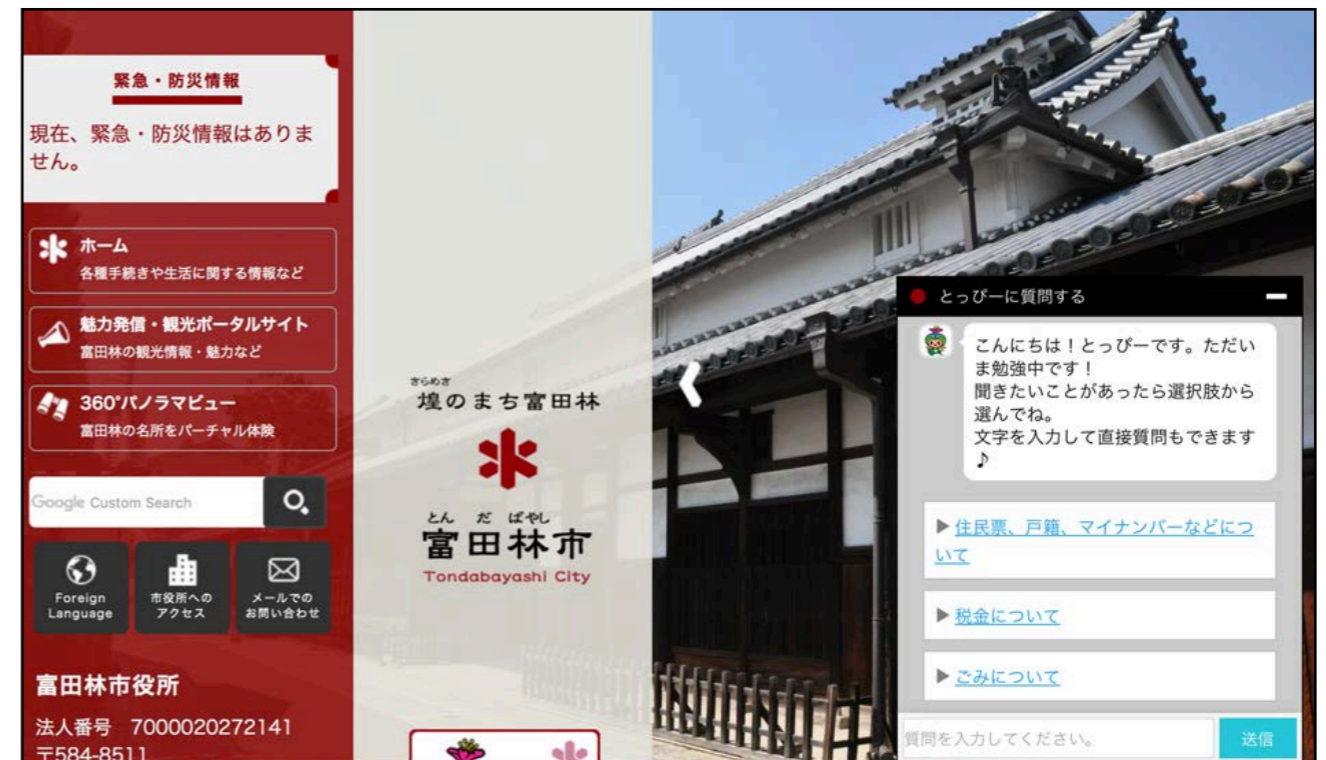 緊急・防災情報
現在、緊急・防災情報はありま
せん。
ホーム
各種手続きや生活に関する情報など
魅力発信・観光ポータルサイト
富田林の観光情報・魅力など
360°パノラマビュー
富田林の名所をバーチャル体験
Google Custom Search
Foreign
Language
市役所への
アクセス
メールでの
お問い合わせ
富田林市役所
法人番号 7000020272141
〒584-8511
きらめき
煌のまち富田林
とんだばやし
富田林市
Tondabayashi City
とっぴーに質問する
こんにちは！とっぴーです。ただい
ま勉強中です！
聞きたいことがあったら選択肢から
選んでね。
文字を入力して直接質問もできます
♪
▶住民票、戸籍、マイナンバーなどにつ
いて
▶税金について
▶ごみについて
質問を入力してください。
送信